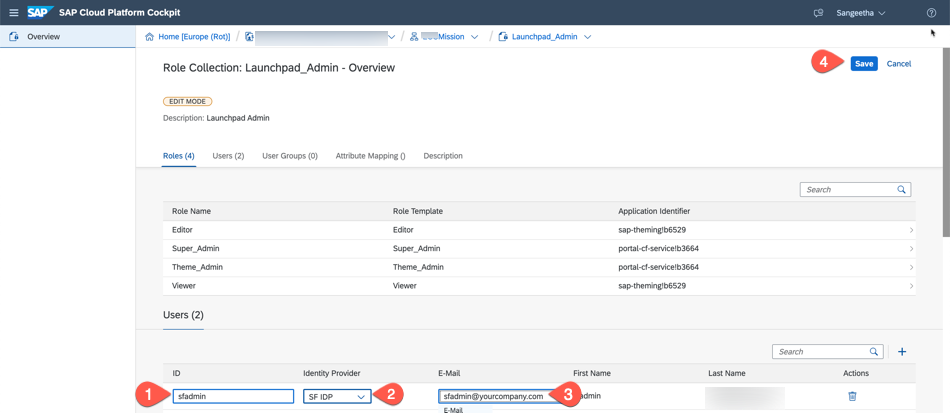 SAP SAP Cloud Platform Cockpit Sangeetha
Overview
Home [Europe (Rot)] / / Mission / Launchpad_Admin
Role Collection: Launchpad_Admin - Overview
4 Save Cancel
EDIT MODE
Description: Launchpad Admin
Roles (4) Users (2) User Groups (0) Attribute Mapping () Description
Search
Role Name Role Template Application Identifier
Editor Editor sap-theming!b6529
Super_Admin Super_Admin portal-cf-service!b3664
Theme_Admin Theme_Admin portal-cf-service!b3664
Viewer Viewer sap-theming!b6529
Users (2)
Search
ID Identity Provider E-Mail First Name Last Name Actions
1 sfadmin SF IDP 2 sfadmin@yourcompany.com 3
E-Mail